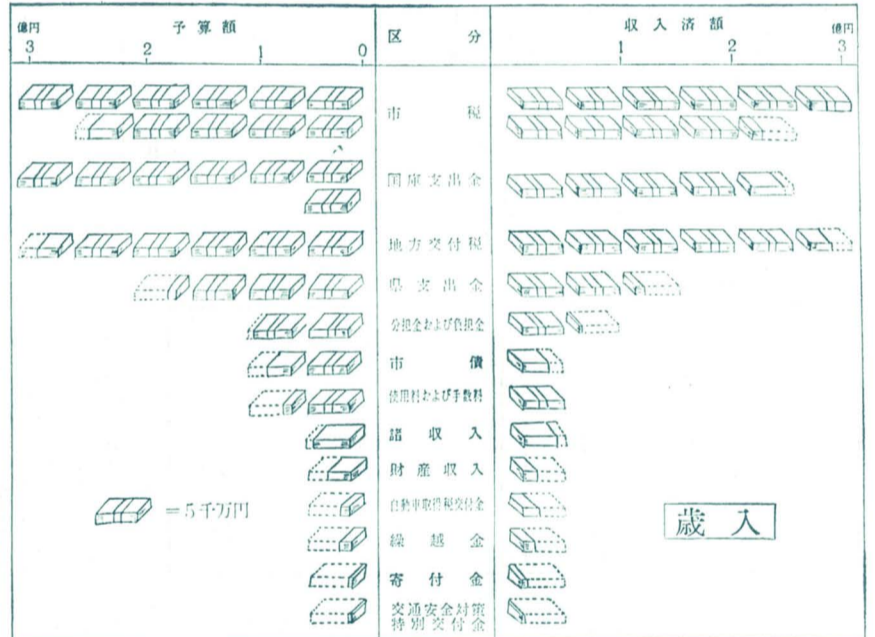 予算額 区分 収入済額
億円 億円
3 2 1 0 1 2 3
市税
国庫支出金
地方交付税
県支出金
分担金および負担金
市債
使用料および手数料
諸収入
財産収入
自動車取得税交付金
繰越金
寄付金
交通安全対策
特別交付金
=5千万円
歳入